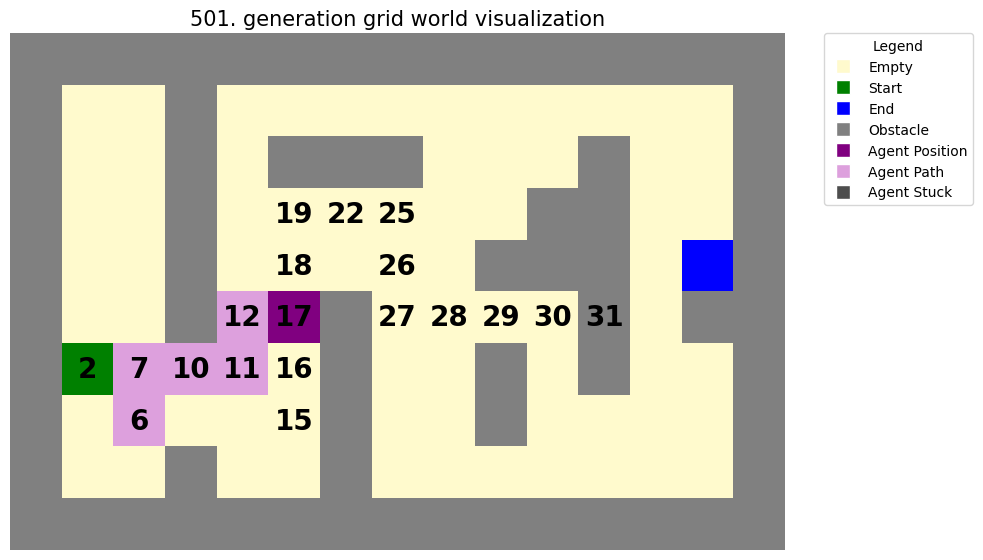 501. generation grid world visualization
Legend
Empty
Start
End
Obstacle
Agent Position
Agent Path
Agent Stuck
19 22 25
18 26
12 17 27 28 29 30 31
2 7 10 11 16
6 15